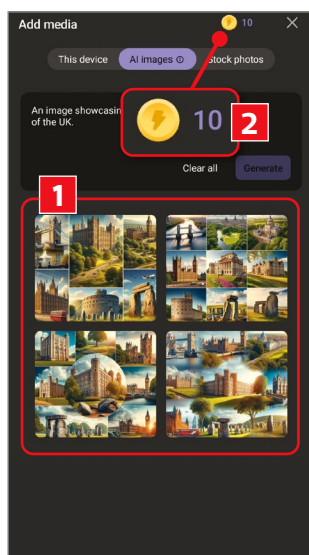 Add media
10
This device
AI images
Stock photos
An image showcasin
of the UK.
10
2
Clear all
Generate
1